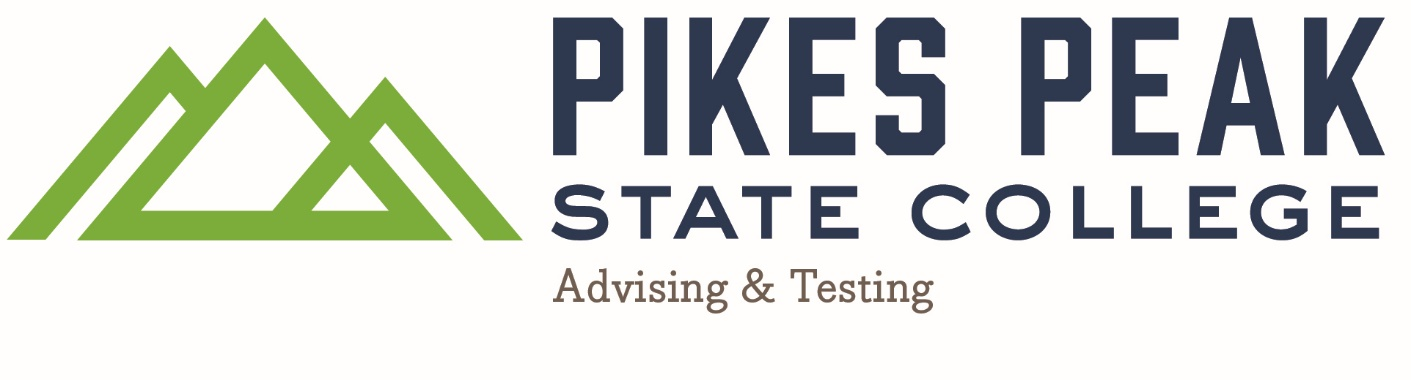 PIKES PEAK
STATE COLLEGE
Advising & Testing